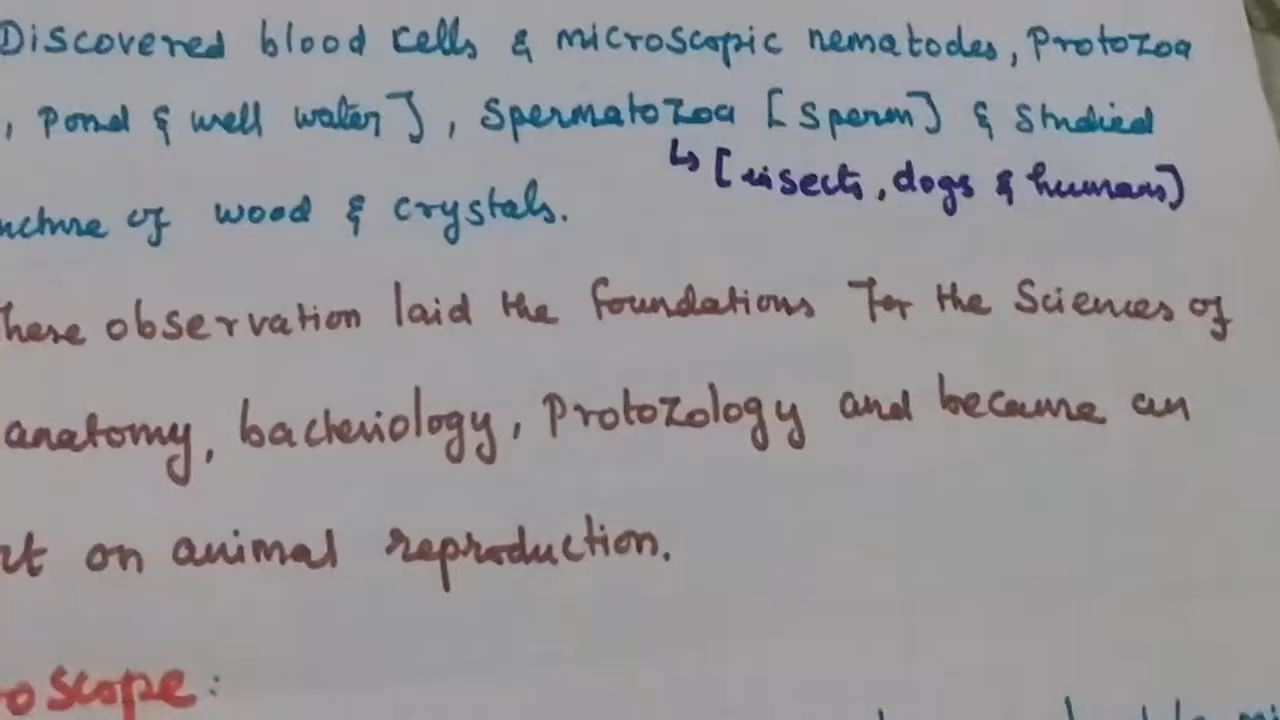 Discovered blood cells & microscopic nematodes, Protozoa
, Pond & well water], Spermatozoa [Sperm] & Studied
↳ [insects, dogs & humans]
ucture of wood & crystals.
hese observation laid the foundations for the Sciences of
anatomy, bacteriology, Protozology and became an
rt on animal reproduction.
oscope: